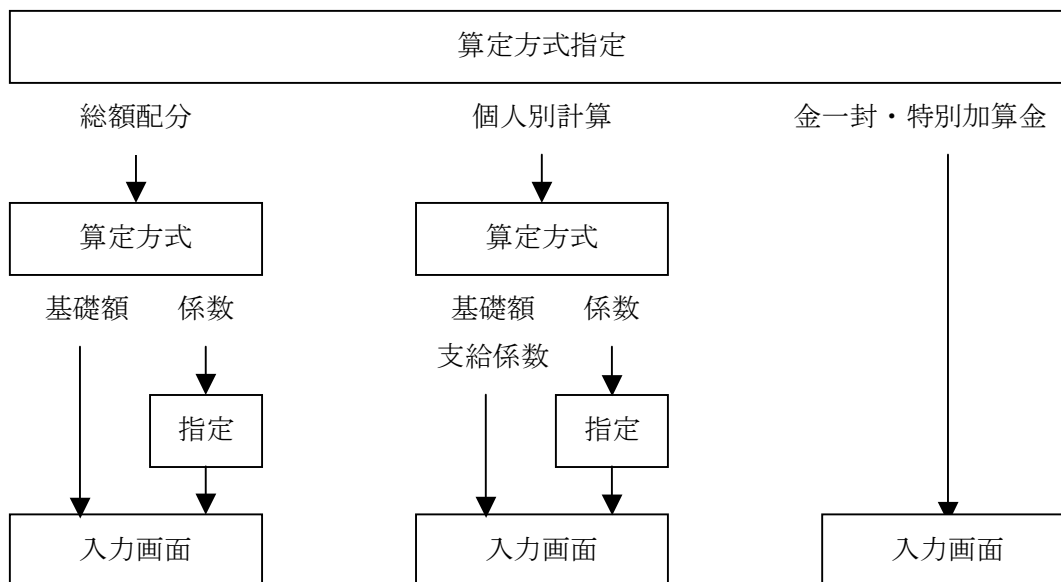 算定方式指定
総額配分
個人別計算
金一封・特別加算金
算定方式
算定方式
基礎額
係数
基礎額
係数
支給係数
指定
指定
入力画面
入力画面
入力画面